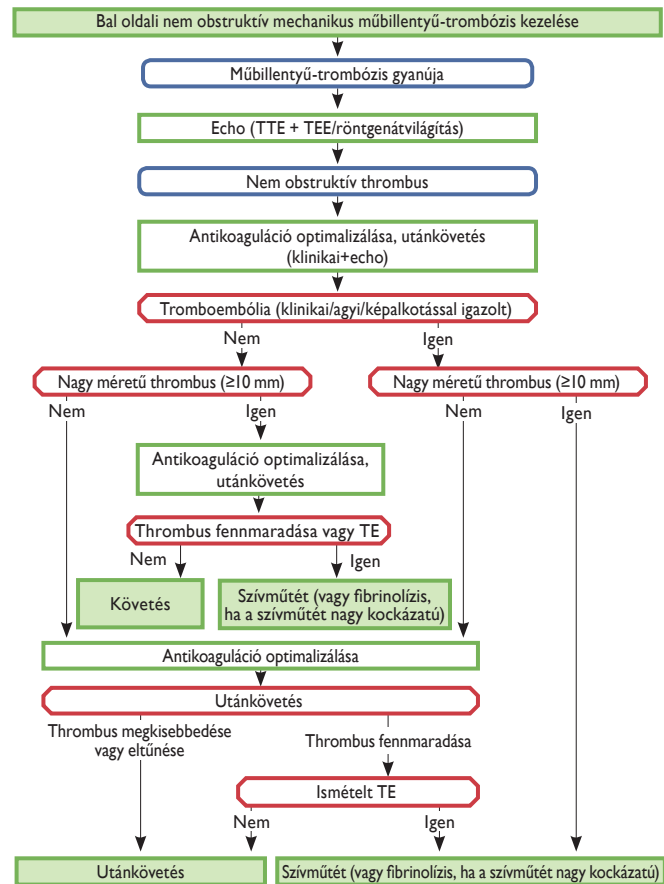 Bal oldali nem obstruktív mechanikus műbillentyű-trombózis kezelése
Műbillentyű-trombózis gyanúja
Echo (TTE + TEE/röntgenátvilágítás)
Nem obstruktív thrombus
Antikoaguláció optimalizálása, utánkövetés
(klinikai+echo)
Tromboembólia (klinikai/agyi/képalkotással igazolt)
Nem
Igen
Nagy méretű thrombus (≥10 mm)
Nagy méretű thrombus (≥10 mm)
Nem
Igen
Nem
Igen
Antikoaguláció optimalizálása,
utánkövetés
Thrombus fennmaradása vagy TE
Nem
Igen
Követés
Szívműtét (vagy fibrinolízis,
ha a szívműtét nagy kockázatú)
Antikoaguláció optimalizálása
Utánkövetés
Thrombus megkisebbedése
vagy eltűnése
Thrombus fennmaradása
Ismételt TE
Nem
Igen
Utánkövetés
Szívműtét (vagy fibrinolízis, ha a szívműtét nagy kockázatú)